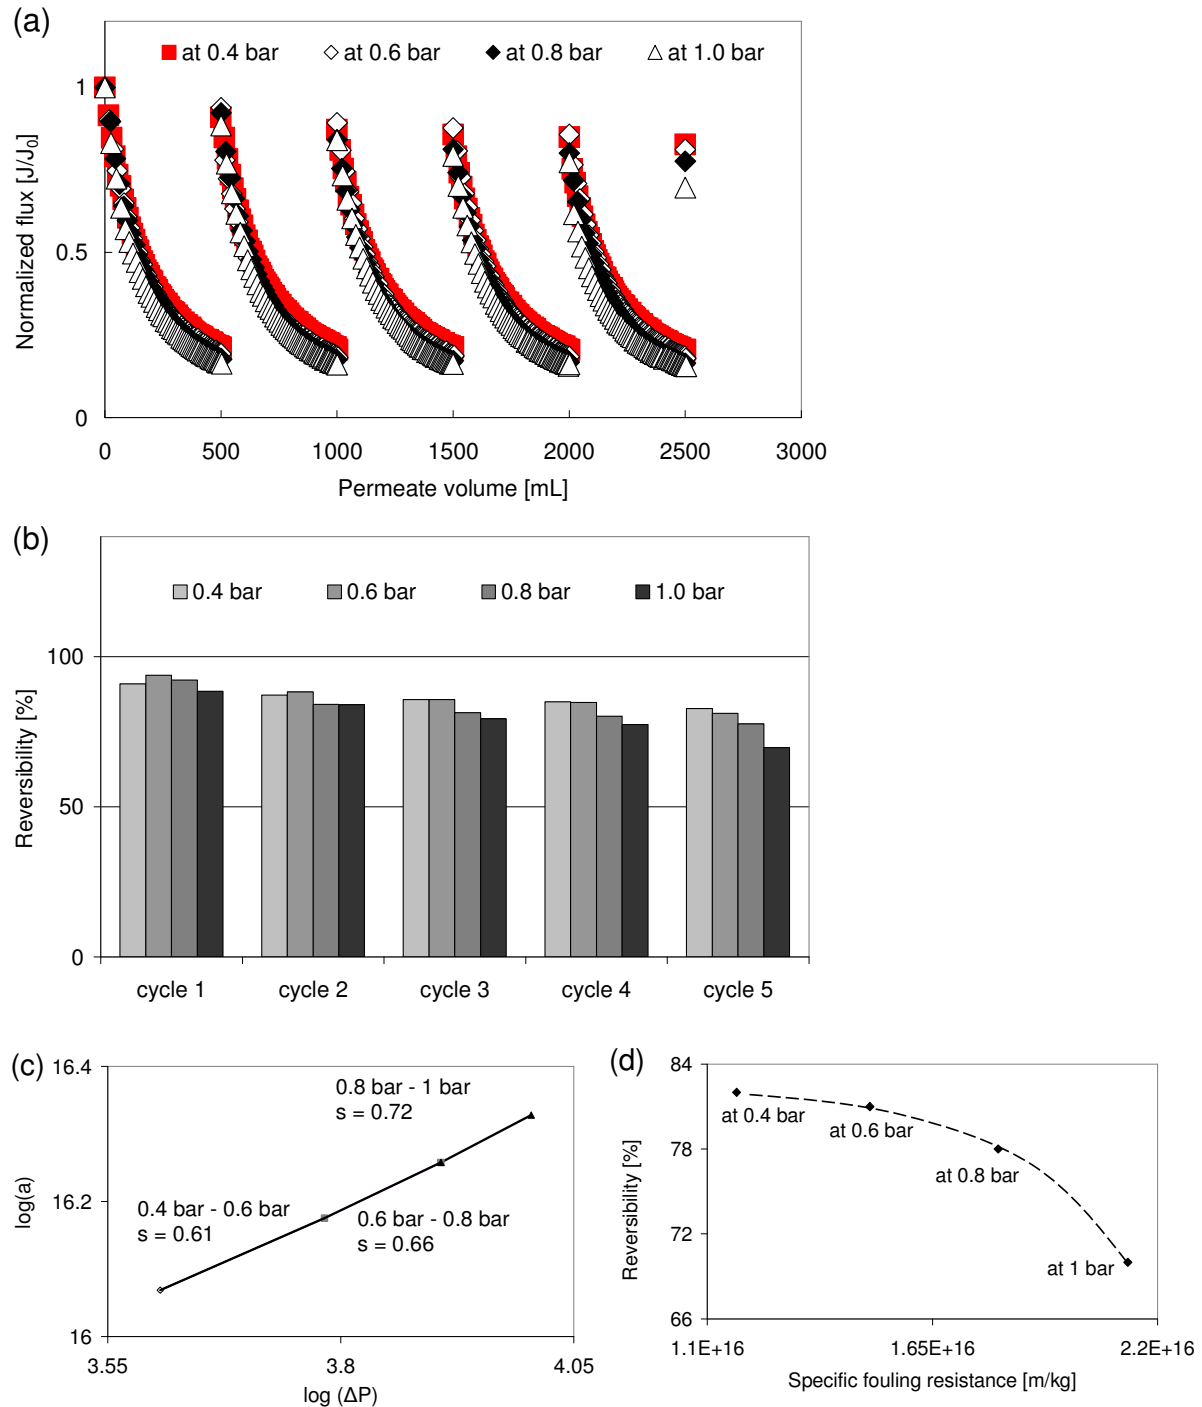 (a)
at 0.4 bar at 0.6 bar at 0.8 bar at 1.0 bar
Normalized flux [J/J₀]
1
0.5
0
0 500 1000 1500 2000 2500 3000
Permeate volume [mL]
(b)
0.4 bar 0.6 bar 0.8 bar 1.0 bar
Reversibility [%]
100
50
0
cycle 1 cycle 2 cycle 3 cycle 4 cycle 5
(c)
16.4
16.2
16
log(a)
0.8 bar - 1 bar
s = 0.72
0.4 bar - 0.6 bar
s = 0.61
0.6 bar - 0.8 bar
s = 0.66
3.55 3.8 4.05
log (ΔP)
(d)
84
78
72
66
Reversibility [%]
at 0.4 bar
at 0.6 bar
at 0.8 bar
at 1 bar
1.1E+16 1.65E+16 2.2E+16
Specific fouling resistance [m/kg]